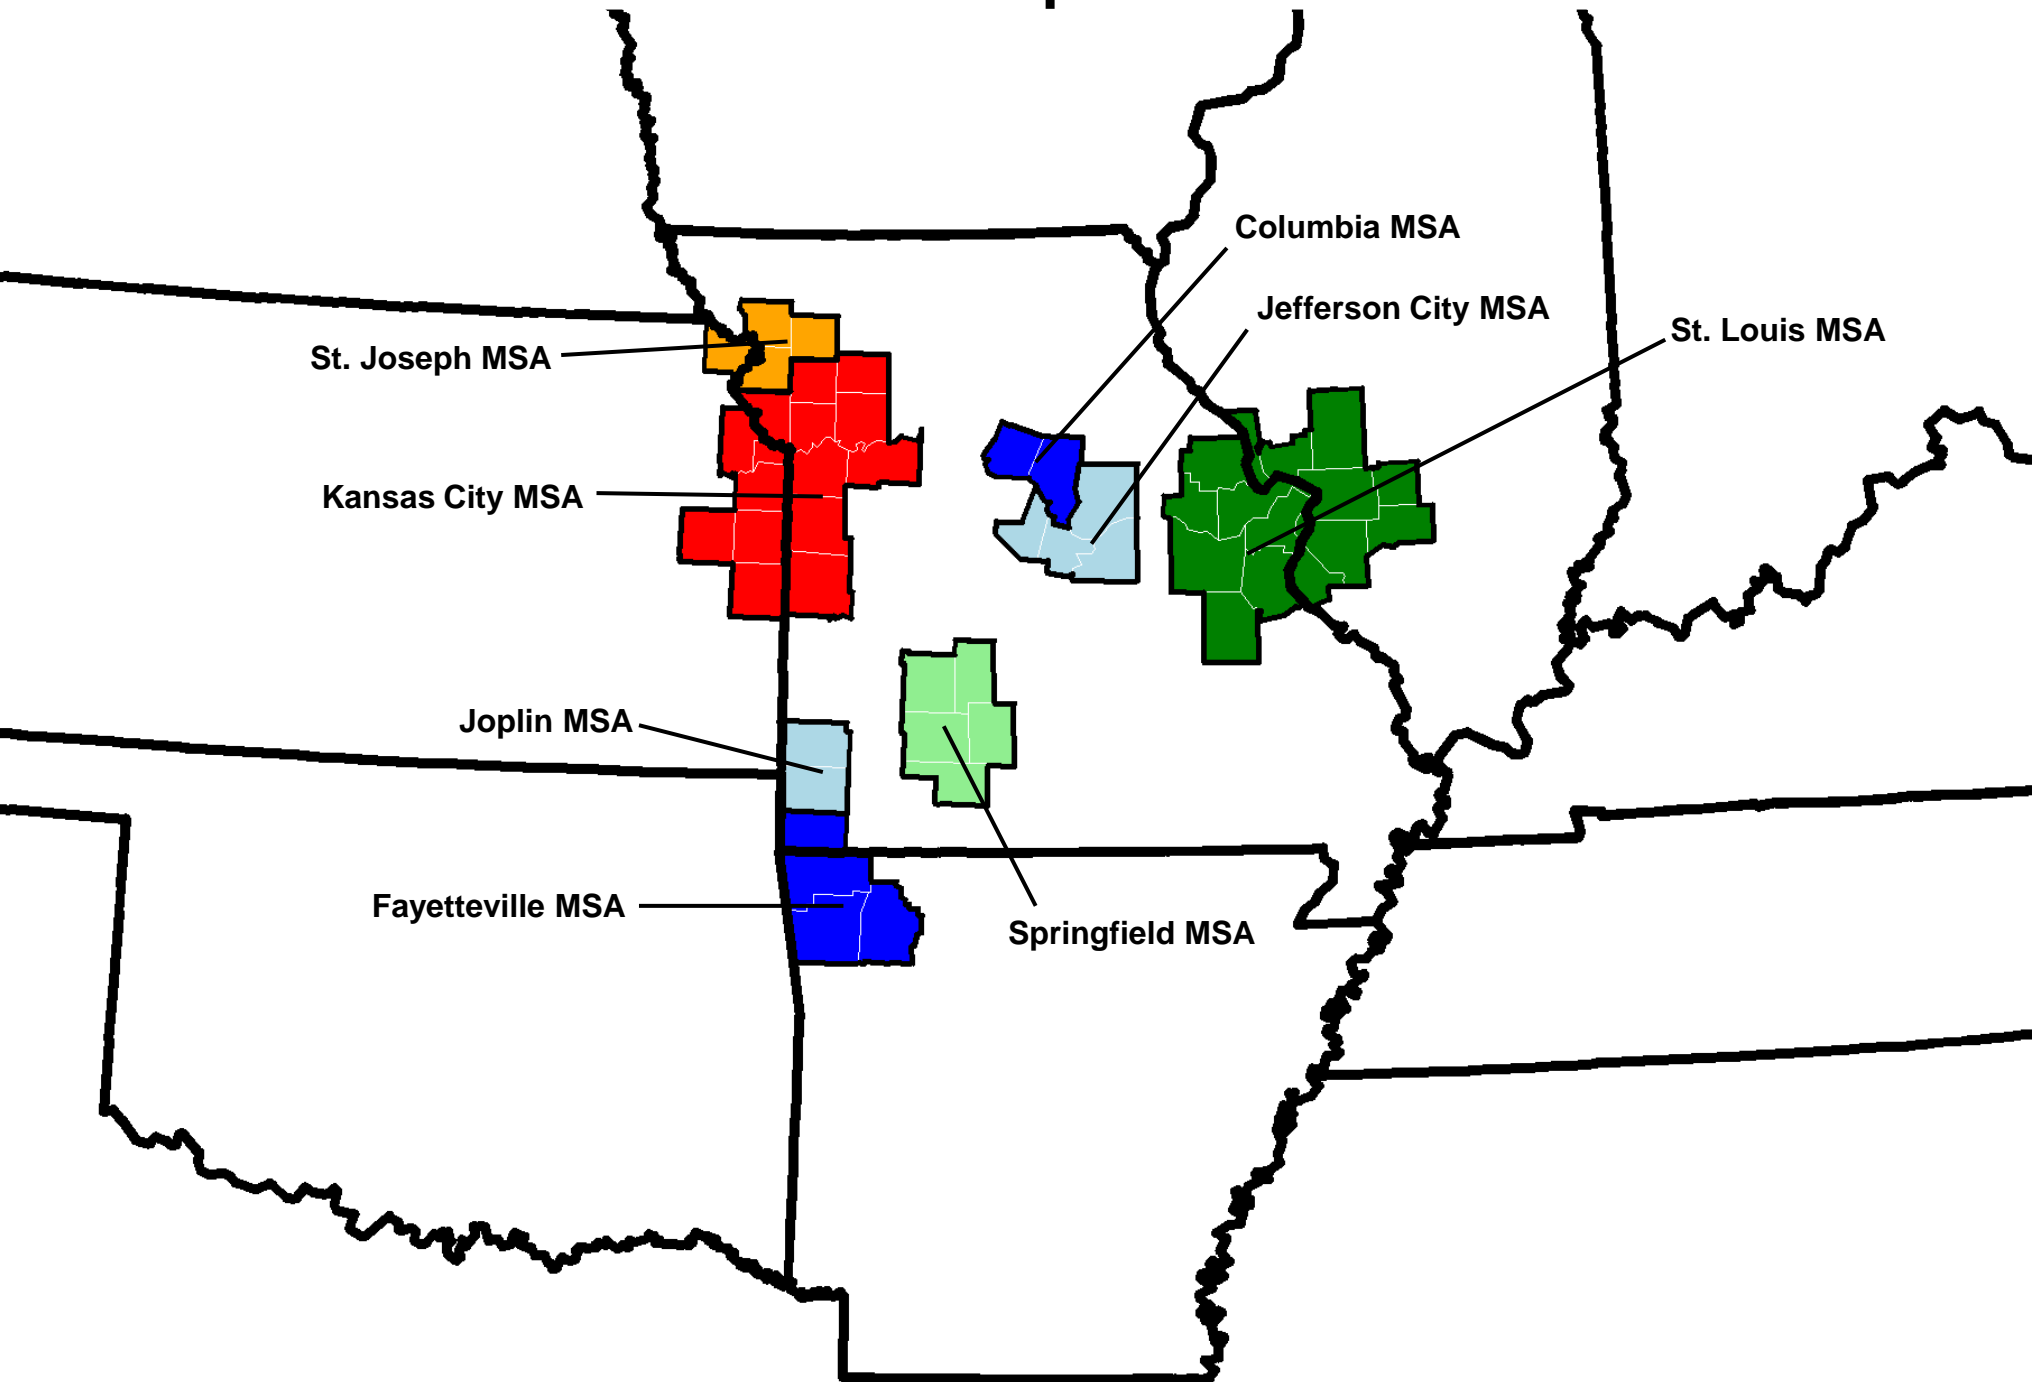 Columbia MSA
Jefferson City MSA
St. Louis MSA
St. Joseph MSA
Kansas City MSA
Joplin MSA
Fayetteville MSA
Springfield MSA